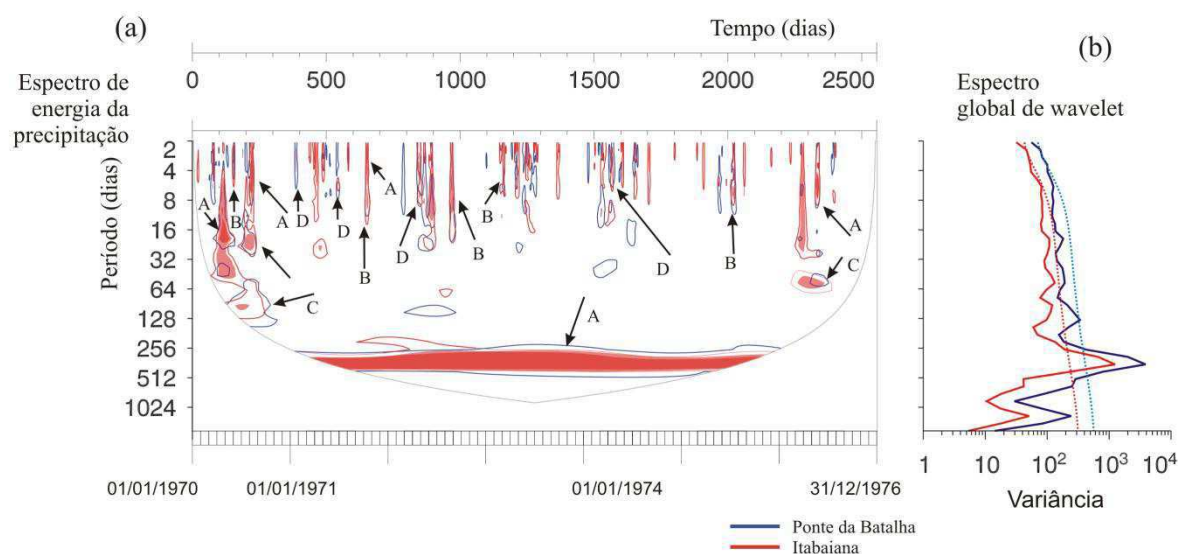 (a)
Tempo (dias)
(b)
0 500 1000 1500 2000 2500
Espectro de
energia da
precipitação
Espectro
global de wavelet
Período (dias)
2
4
8
16
32
64
128
256
512
1024
A
B
A
D
D
A
B
D
B
B
D
B
A
C
C
A
01/01/1970
01/01/1971
01/01/1974
31/12/1976
1 10 10² 10³ 10⁴
Variância
Ponte da Batalha
Itabaiana